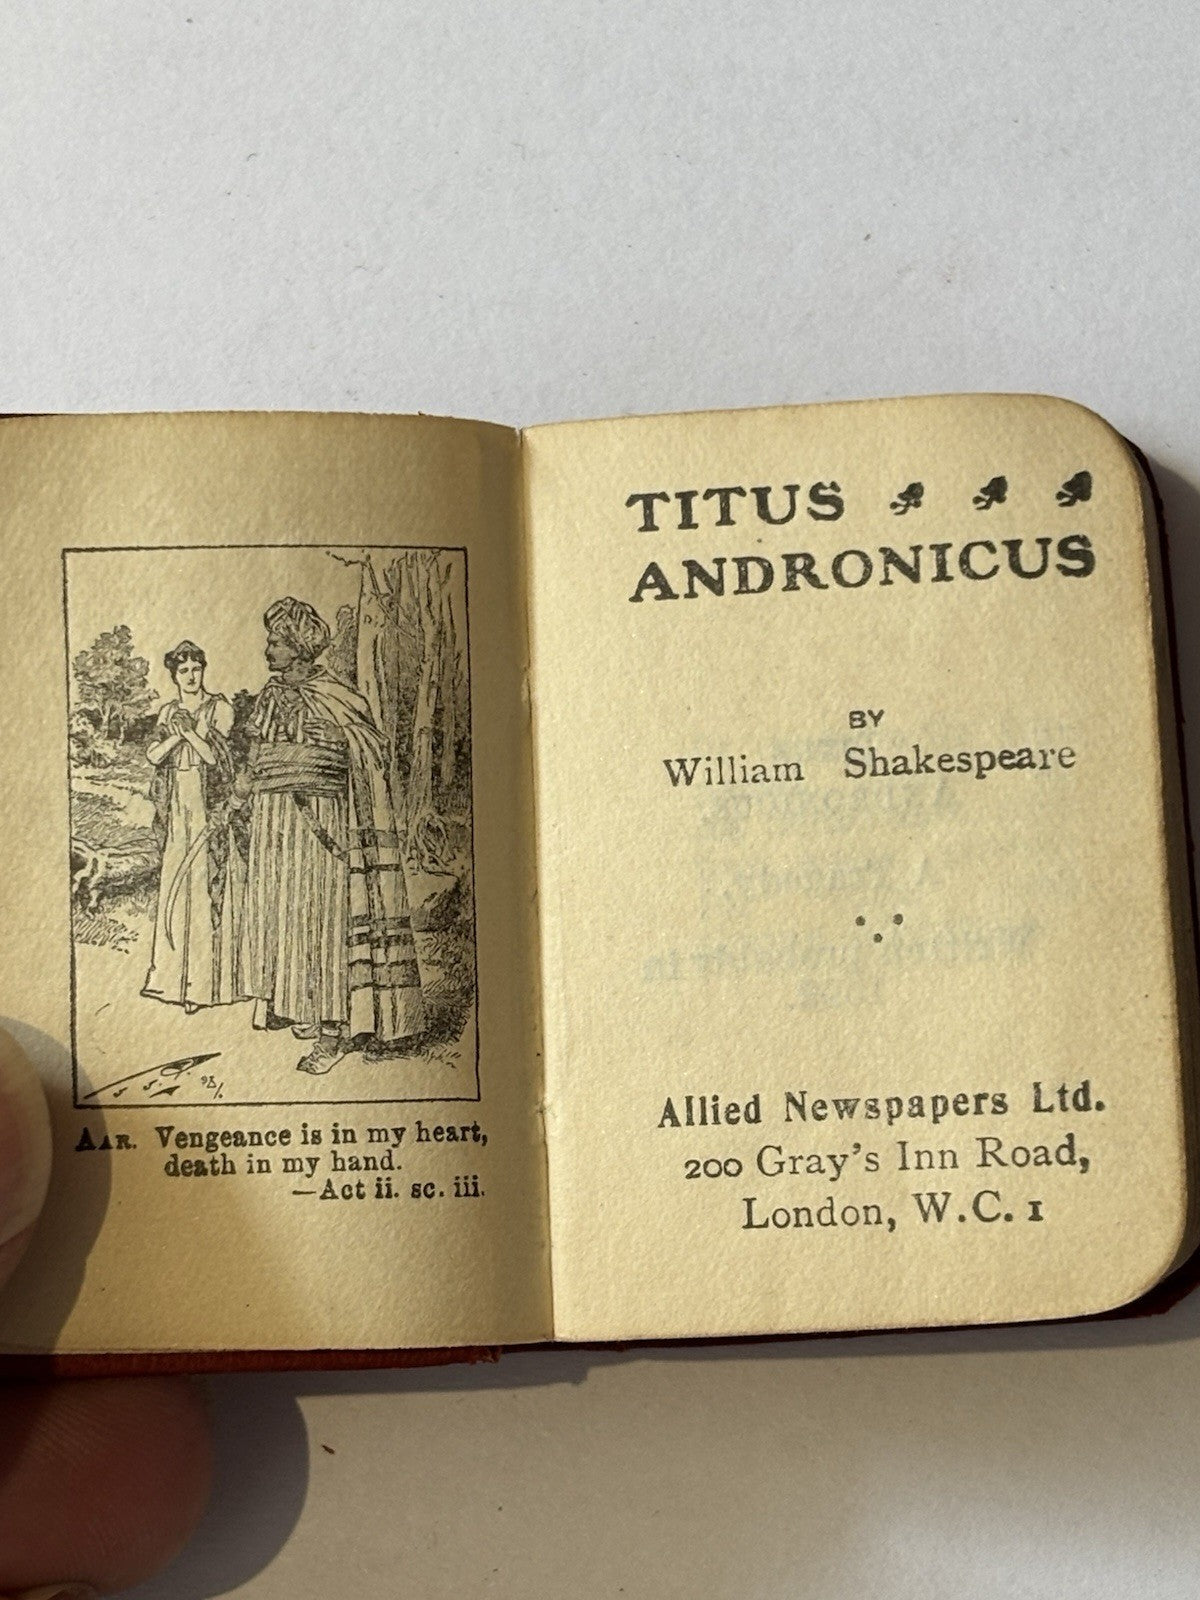 AAR. Vengeance is in my heart,
death in my hand.
—Act ii. sc. iii.
TITUS
ANDRONICUS
BY
William Shakespeare
Allied Newspapers Ltd.
200 Gray's Inn Road,
London, W.C. 1